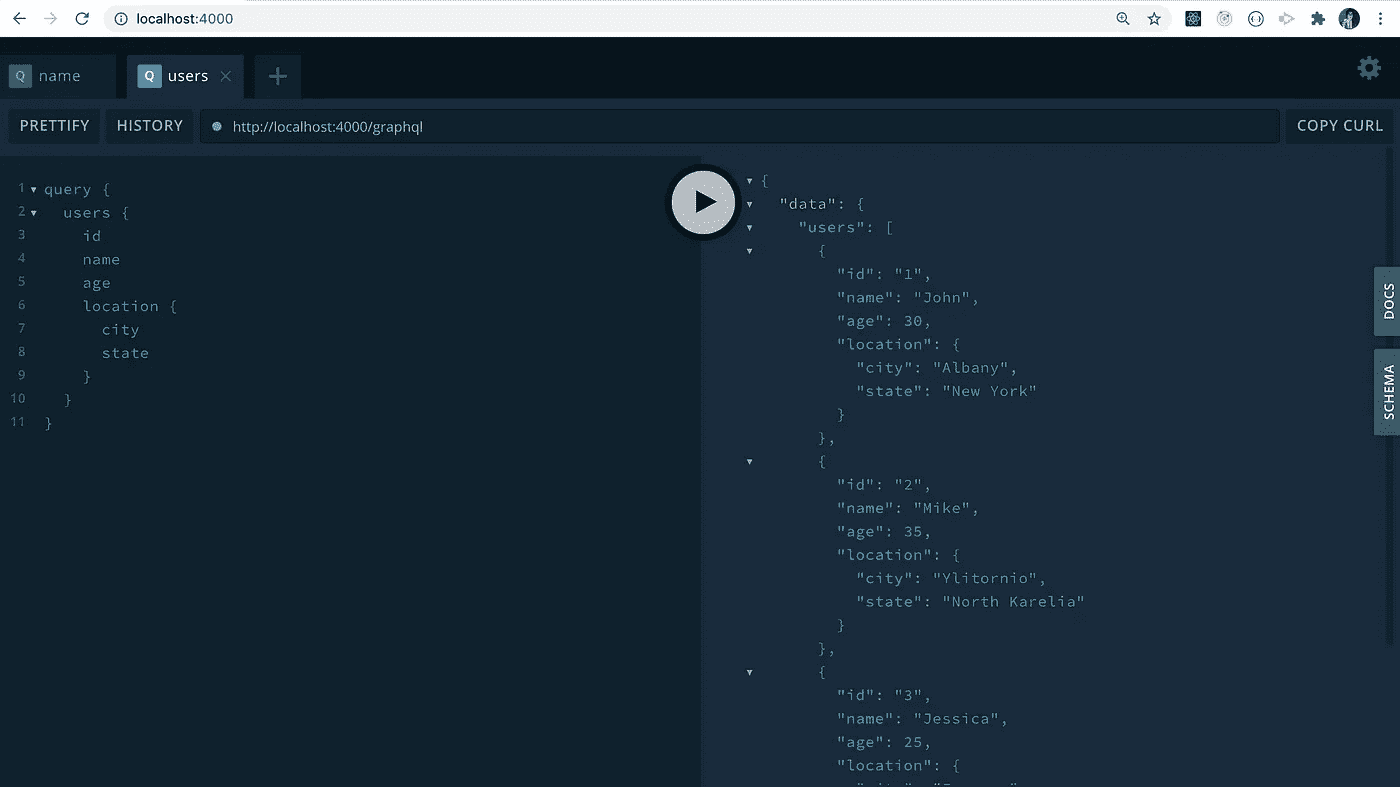 localhost:4000
Q name
Q users
PRETTIFY HISTORY http://localhost:4000/graphql COPY CURL
1 query {
2 users {
3 id
4 name
5 age
6 location {
7 city
8 state
9 }
10 }
11 }
{
"data": {
"users": [
{
"id": "1",
"name": "John",
"age": 30,
"location": {
"city": "Albany",
"state": "New York"
}
},
{
"id": "2",
"name": "Mike",
"age": 35,
"location": {
"city": "Ylitornio",
"state": "North Karelia"
}
},
{
"id": "3",
"name": "Jessica",
"age": 25,
"location": {
DOCS
SCHEMA